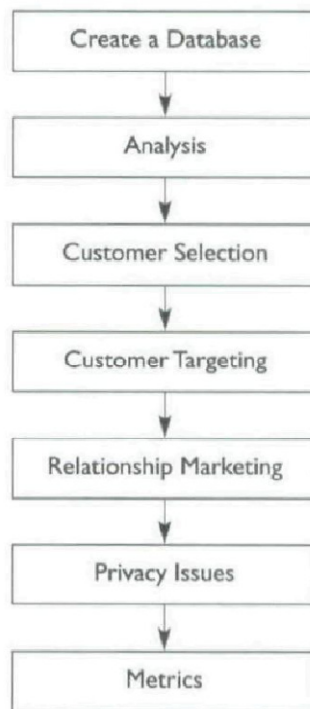 Create a Database
Analysis
Customer Selection
Customer Targeting
Relationship Marketing
Privacy Issues
Metrics